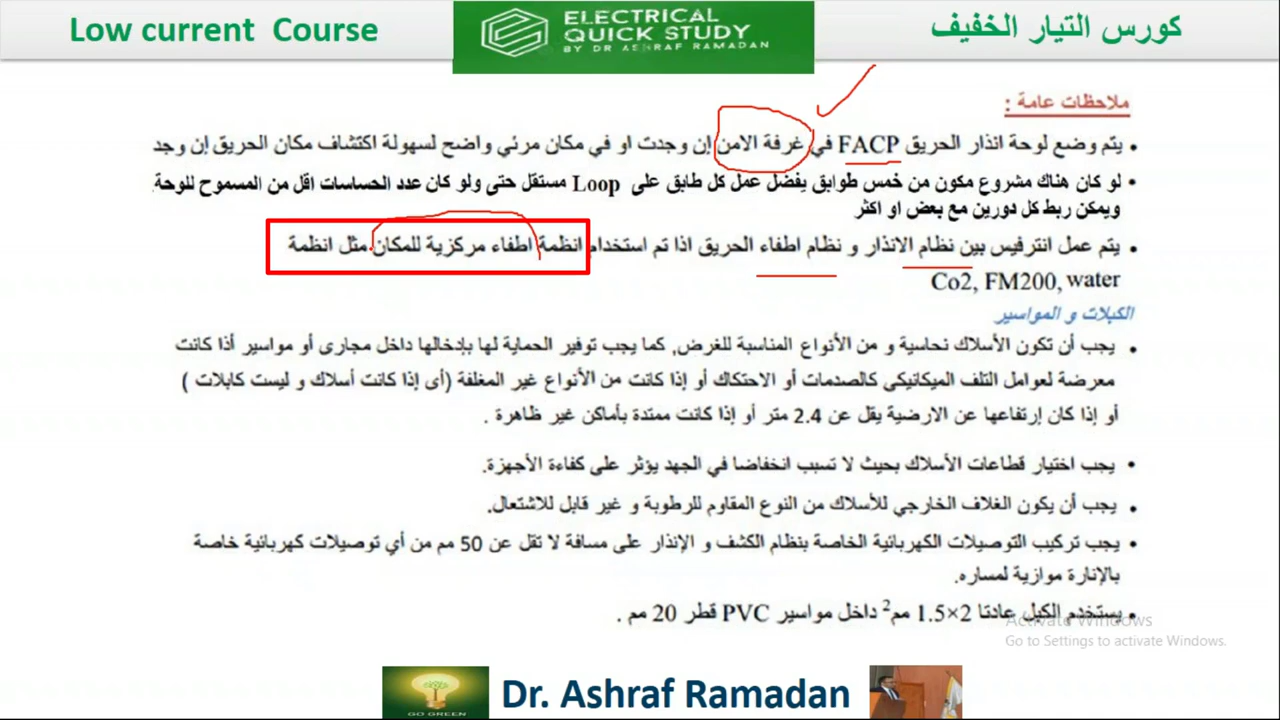 Low current Course
ELECTRICAL
QUICK STUDY
BY DR ASHRAF RAMADAN
كورس التيار الخفيف
ملاحظات عامة :
• يتم وضع لوحة انذار الحريق FACP في غرفة الامن إن وجدت او في مكان مرئي واضح لسهولة اكتشاف مكان الحريق إن وجد
• لو كان هناك مشروع مكون من خمس طوابق يفضل عمل كل طابق على Loop مستقل حتى ولو كان عدد الحساسات اقل من المسموح للوحة
ويمكن ربط كل دورين مع بعض او اكثر
• يتم عمل انترفيس بين نظام الانذار و نظام اطفاء الحريق اذا تم استخدام انظمة اطفاء مركزية للمكان مثل انظمة
Co2, FM200, water
الكبلات و المواسير
• يجب أن تكون الأسلاك نحاسية و من الأنواع المناسبة للغرض, كما يجب توفير الحماية لها بإدخالها داخل مجارى أو مواسير أذا كانت
معرضة لعوامل التلف الميكانيكى كالصدمات أو الاحتكاك أو إذا كانت من الأنواع غير المغلفة (أى إذا كانت أسلاك و ليست كابلات )
أو إذا كان إرتفاعها عن الارضية يقل عن 2.4 متر أو إذا كانت ممتدة بأماكن غير ظاهرة .
• يجب اختيار قطاعات الأسلاك بحيث لا تسبب انخفاضا في الجهد يؤثر على كفاءة الأجهزة.
• يجب أن يكون الغلاف الخارجي للأسلاك من النوع المقاوم للرطوبة و غير قابل للاشتعال.
• يجب تركيب التوصيلات الكهربائية الخاصة بنظام الكشف و الإنذار على مسافة لا تقل عن 50 مم من أي توصيلات كهربائية خاصة
بالإنارة موازية لمساره.
• يستخدم الكبل عادتا 2×1.5 مم2 داخل مواسير PVC قطر 20 مم .
Activate Windows
Go to Settings to activate Windows.
GO GREEN
Dr. Ashraf Ramadan